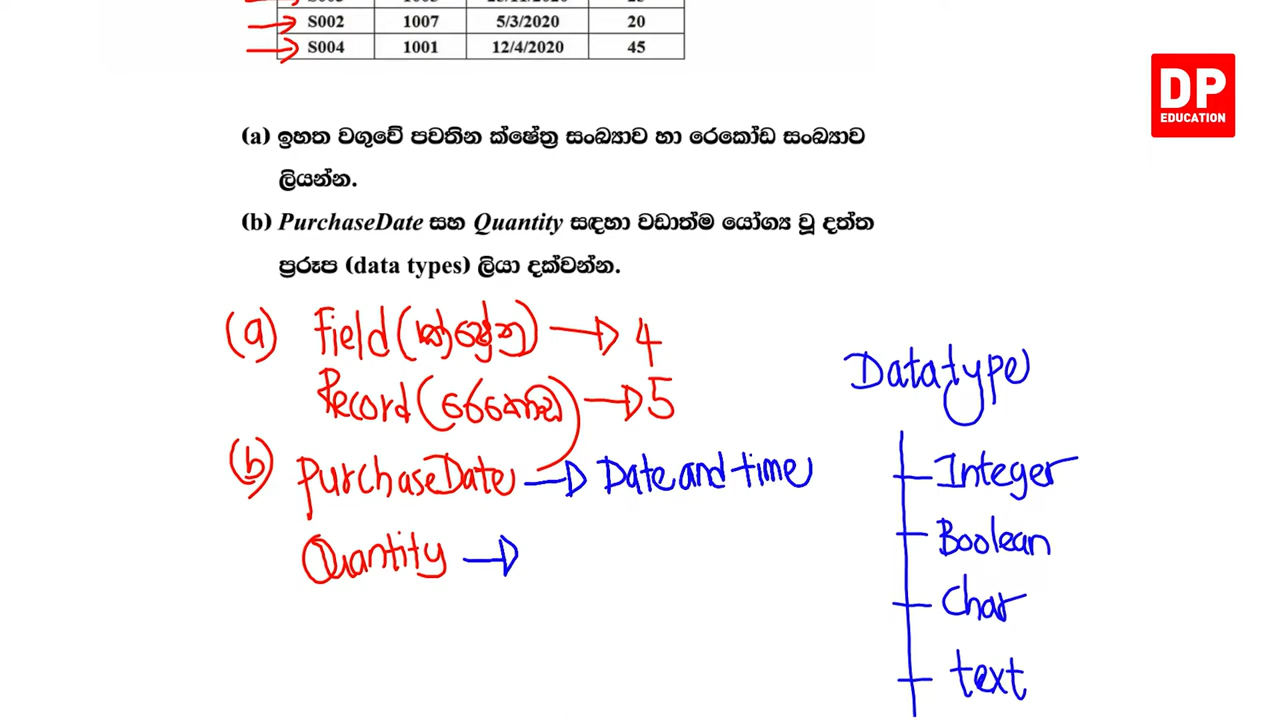 S002 1007 5/3/2020 20
S004 1001 12/4/2020 45
DP
EDUCATION
(a) ඉහත වගුවේ පවතින ක්ෂේත්‍ර සංඛ්‍යාව හා රෙකෝඩ සංඛ්‍යාව
ලියන්න.
(b) PurchaseDate සහ Quantity සඳහා වඩාත්ම යෝග්‍ය වූ දත්ත
ප්‍රරූප (data types) ලියා දක්වන්න.
(a) Field (ක්ෂේත්‍ර) → 4
Record (රෙකෝඩ) → 5
(b) PurchaseDate → Date and time
Quantity →
Datatype
Integer
Boolean
Char
text